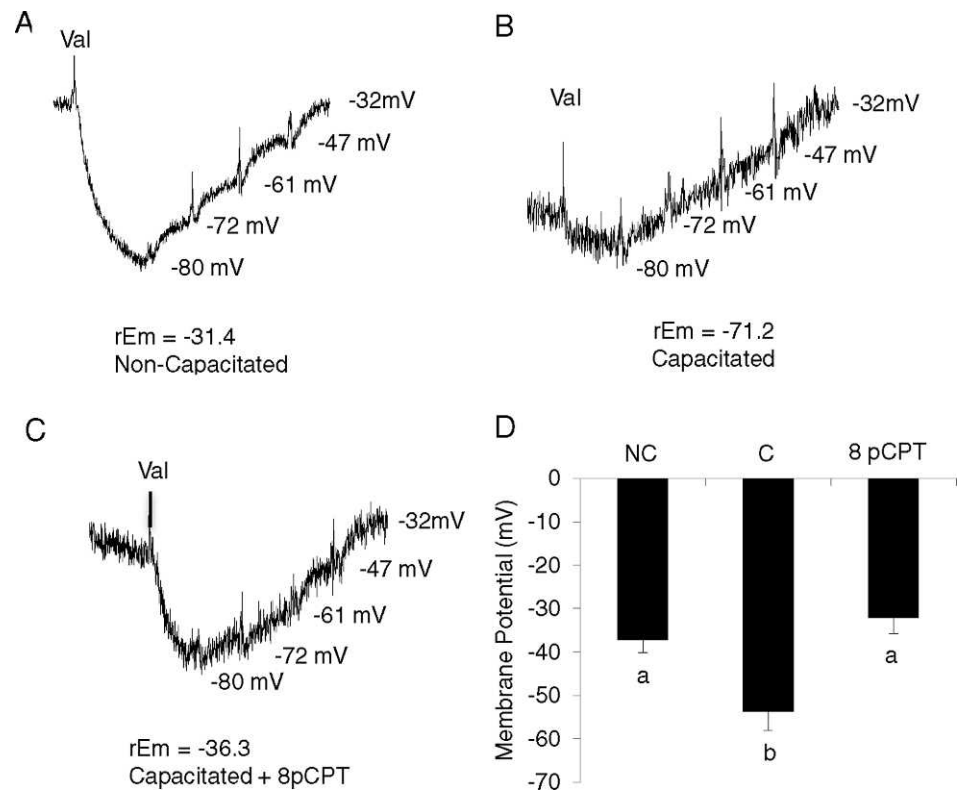 A
Val
-32mV
-47 mV
-61 mV
-72 mV
-80 mV
rEm = -31.4
Non-Capacitated
B
Val
-32mV
-47 mV
-61 mV
-72 mV
-80 mV
rEm = -71.2
Capacitated
C
Val
-32mV
-47 mV
-61 mV
-72 mV
-80 mV
rEm = -36.3
Capacitated + 8pCPT
D
NC C 8 pCPT
Membrane Potential (mV)
0
-10
-20
-30
-40
-50
-60
-70
a
b
a